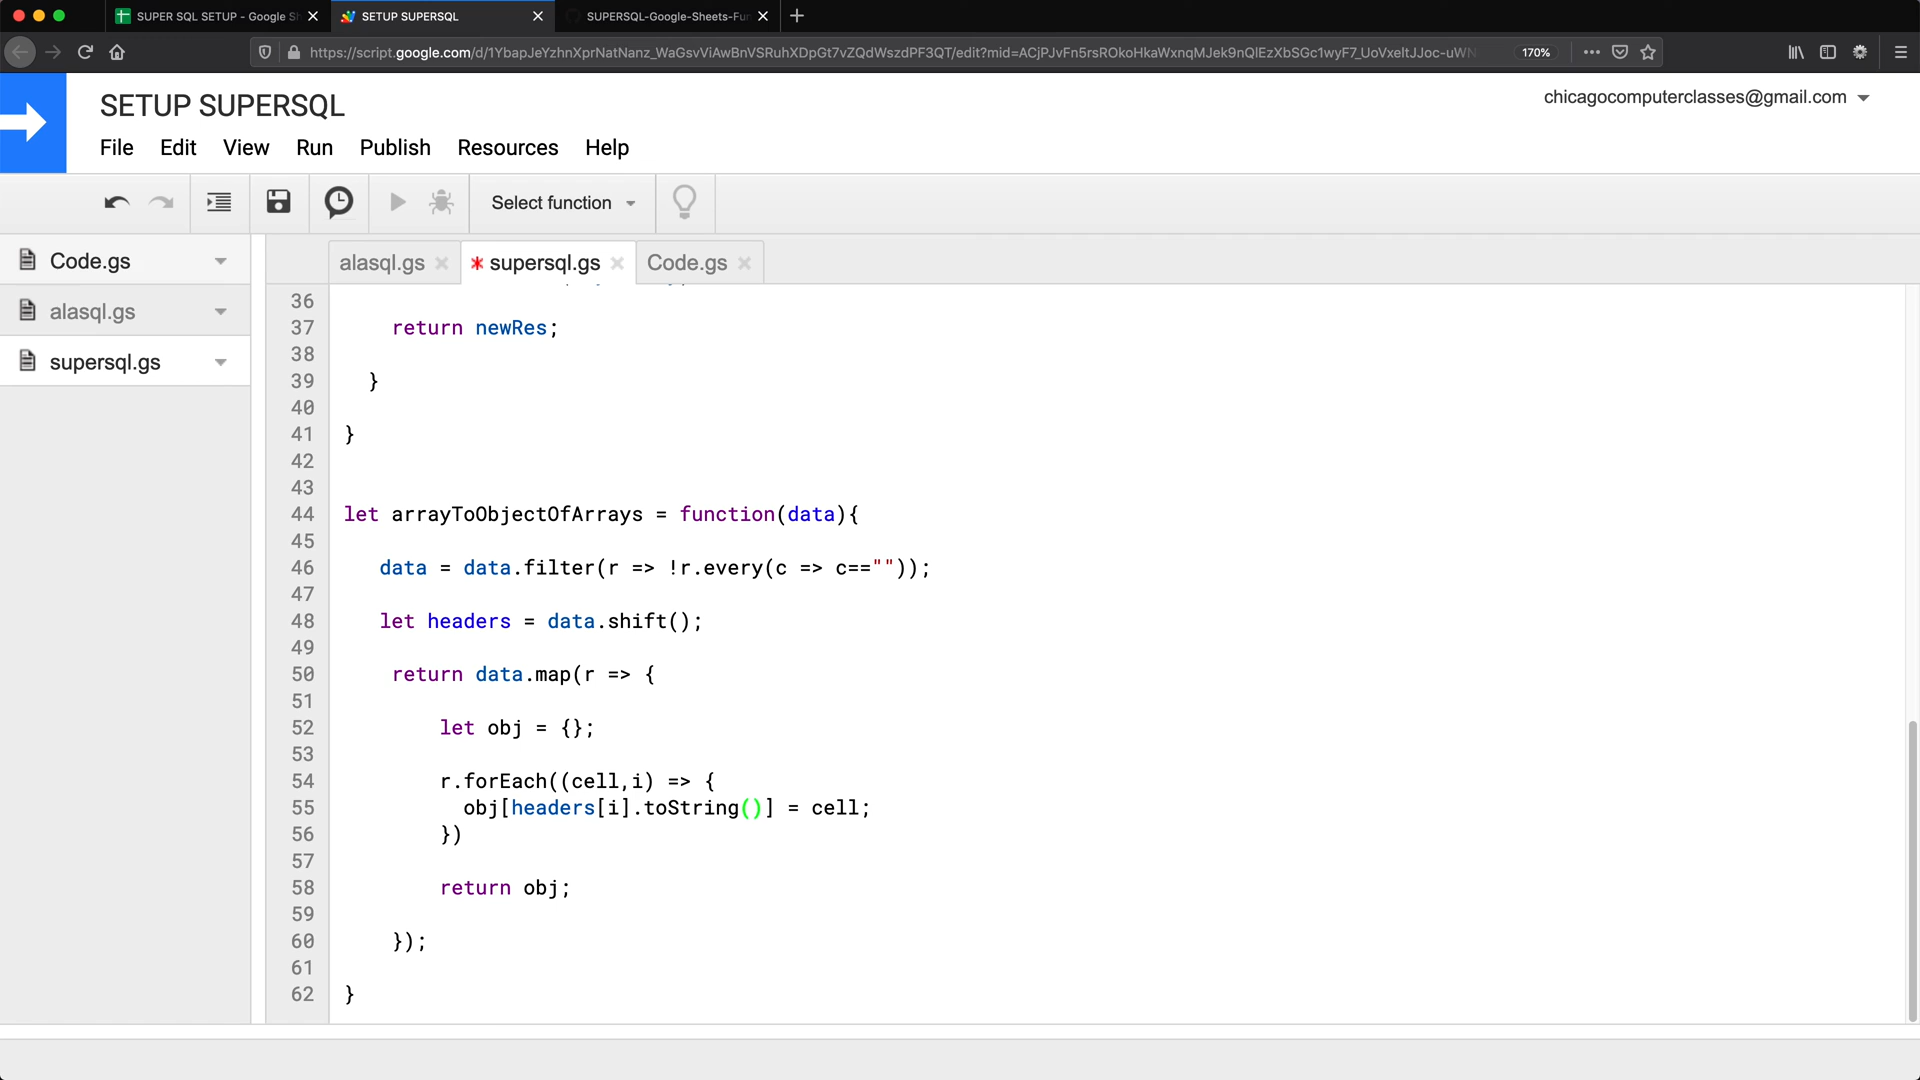 SUPER SQL SETUP - Google Sh
SETUP SUPERSQL
SUPERSQL-Google-Sheets-Fun
https://script.google.com/d/1YbapJeYzhnXprNatNanz_WaGsvViAwBnVSRuhXDpGt7vZQdWszdPF3QT/edit?mid=ACjPJvFn5rsROkoHkaWxnqMJek9nQlEzXbSGc1wyF7_UoVxeltJJoc-uWN
170%
SETUP SUPERSQL
chicagocomputerclasses@gmail.com
File Edit View Run Publish Resources Help
Select function
Code.gs
alasql.gs
supersql.gs
alasql.gs
* supersql.gs
Code.gs
36
37 return newRes;
38
39 }
40
41 }
42
43
44 let arrayToObjectOfArrays = function(data){
45
46 data = data.filter(r => !r.every(c => c==""));
47
48 let headers = data.shift();
49
50 return data.map(r => {
51
52 let obj = {};
53
54 r.forEach((cell,i) => {
55 obj[headers[i].toString()] = cell;
56 })
57
58 return obj;
59
60 });
61
62 }